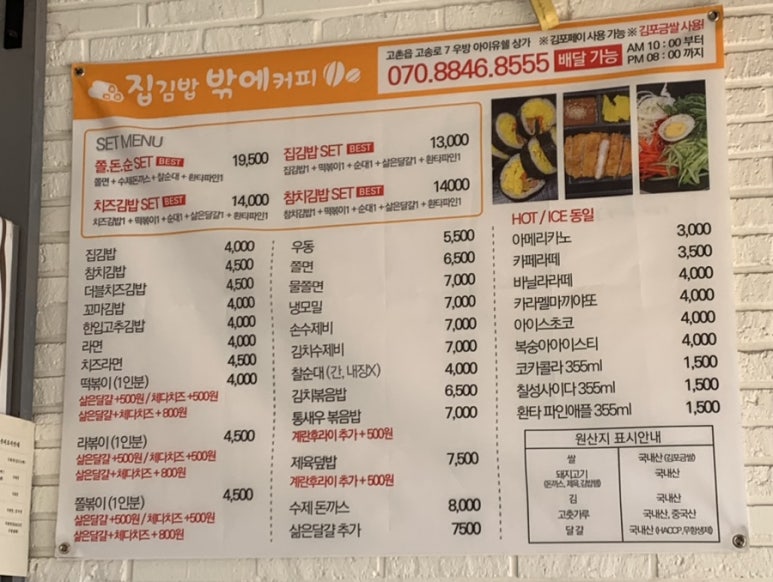 집김밥 밖에커피
고촌읍 고송로 7 우방 아이유쉘 상가 ※ 김포페이 사용 가능 ※ 김포금쌀 사용!
070.8846.8555 배달 가능 AM 10 : 00 부터
PM 08 : 00 까지
SET MENU
쫄.돈.순SET BEST 19,500
쫄면 + 수제돈까스 + 찰순대 + 환타파인1
치즈김밥 SET BEST 14,000
치즈김밥1 + 떡볶이1 + 순대1 + 삶은달걀1 + 환타파인1
집김밥 SET BEST 13,000
집김밥1 + 떡볶이1 + 순대1 + 삶은달걀1 + 환타파인1
참치김밥 SET BEST 14000
참치김밥1 + 떡볶이1 + 순대1 + 삶은달걀1 + 환타파인1
집김밥 4,000
참치김밥 4,500
더블치즈김밥 4,500
꼬마김밥 4,000
한입고추김밥 4,000
라면 4,000
치즈라면 4,500
떡볶이 (1인분) 4,000
삶은달걀 +500원 / 체다치즈 +500원
삶은달걀+체다치즈 + 800원
라볶이 (1인분) 4,500
삶은달걀 +500원 / 체다치즈 +500원
삶은달걀+체다치즈 + 800원
쫄볶이 (1인분) 4,500
삶은달걀 +500원 / 체다치즈 +500원
삶은달걀+체다치즈 + 800원
우동 5,500
쫄면 6,500
물쫄면 7,000
냉모밀 7,000
손수제비 7,000
김치수제비 7,000
찰순대 (간, 내장X) 4,000
김치볶음밥 6,500
통새우 볶음밥 7,000
계란후라이 추가 + 500원
제육덮밥 7,500
계란후라이 추가 + 500원
수제 돈까스 8,000
삶은달걀 추가 7500
HOT / ICE 동일
아메리카노 3,000
카페라떼 3,500
바닐라라떼 4,000
카라멜마끼야또 4,000
아이스초코 4,000
복숭아아이스티 4,000
코카콜라 355ml 1,500
칠성사이다 355ml 1,500
환타 파인애플 355ml 1,500
원산지 표시안내
쌀 국내산 (김포금쌀)
돼지고기 국내산
(돈까스, 제육, 김밥햄)
김 국내산
고춧가루 국내산, 중국산
달걀 국내산 (HACCP,무항생제)